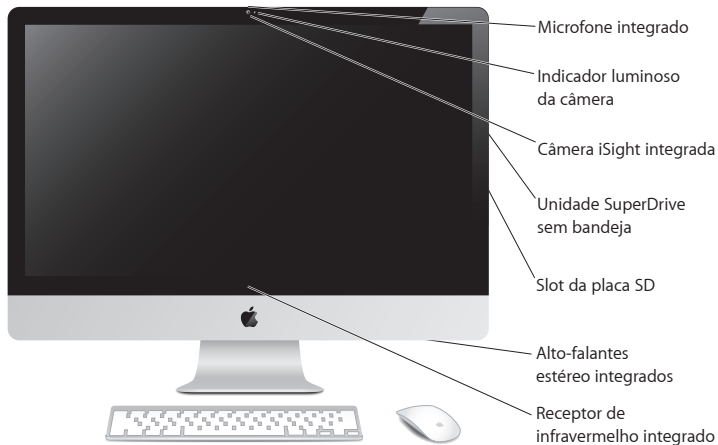 Microfone integrado
Indicador luminoso
da câmera
Câmera iSight integrada
Unidade SuperDrive
sem bandeja
Slot da placa SD
Alto-falantes
estéreo integrados
Receptor de
infravermelho integrado